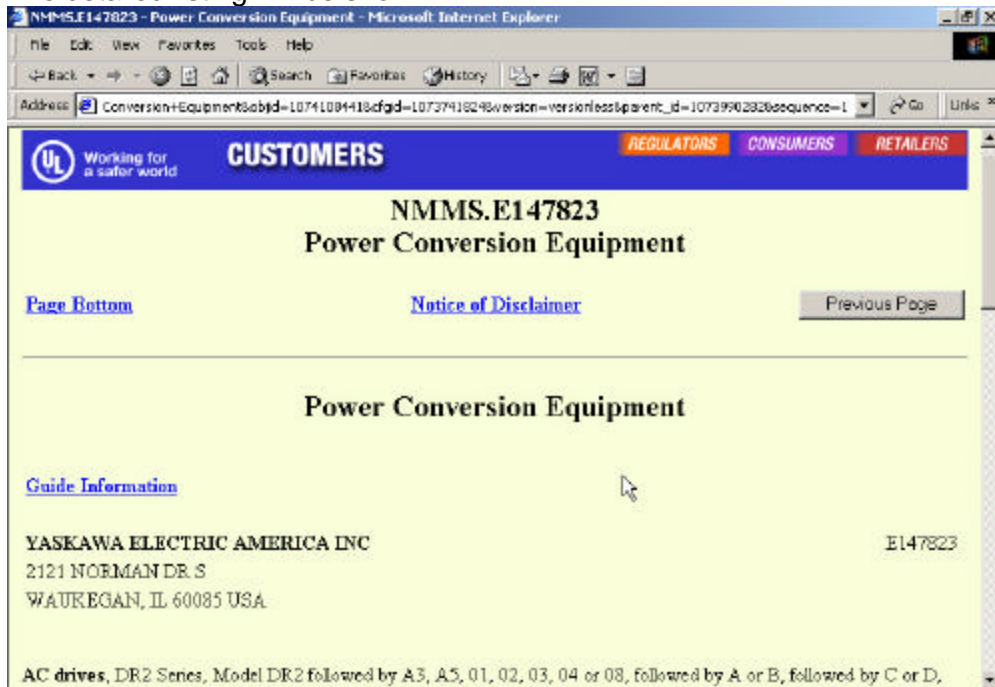 NMMS.E147823 - Power Conversion Equipment - Microsoft Internet Explorer
File Edit View Favorites Tools Help
Back Search Favorites History
Address Conversion+Equipment&objid=1074108441&cfgid=1073741824&version=versionless&parent_id=1073990282&sequence=1 Go Links »
UL Working for a safer world CUSTOMERS REGULATORS CONSUMERS RETAILERS
NMMS.E147823
Power Conversion Equipment
Page Bottom Notice of Disclaimer Previous Page
Power Conversion Equipment
Guide Information
YASKAWA ELECTRIC AMERICA INC E147823
2121 NORMAN DR S
WAUKEGAN, IL 60085 USA
AC drives, DR2 Series, Model DR2 followed by A3, A5, 01, 02, 03, 04 or 08, followed by A or B, followed by C or D,